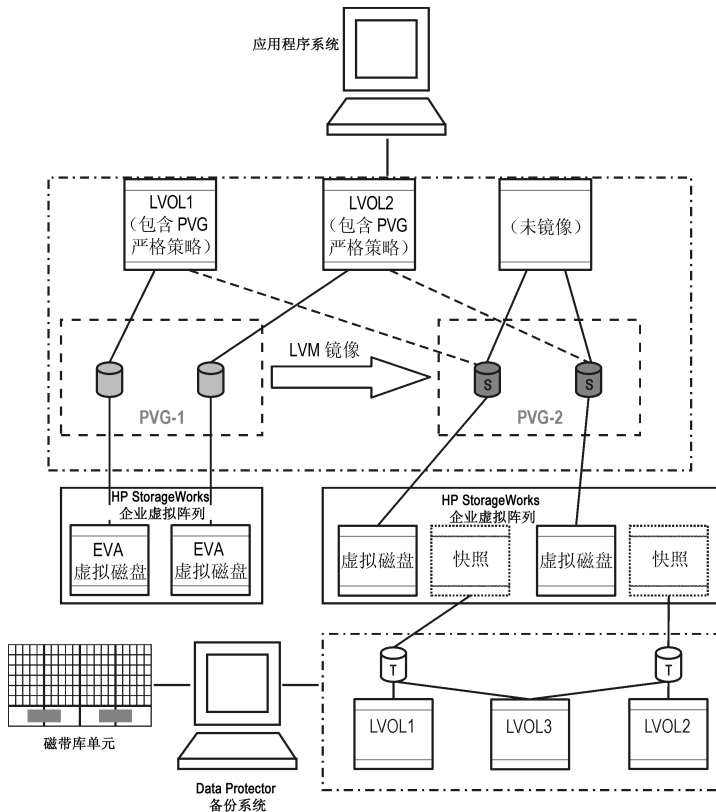 应用程序系统
LVOL1
（包含 PVG
严格策略）
LVOL2
（包含 PVG
严格策略）
（未镜像）
LVM 镜像
S
S
PVG-1
PVG-2
HP StorageWorks
企业虚拟阵列
EVA
虚拟磁盘
EVA
虚拟磁盘
HP StorageWorks
企业虚拟阵列
虚拟磁盘
快照
虚拟磁盘
快照
T
T
LVOL1
LVOL3
LVOL2
磁带库单元
Data Protector
备份系统